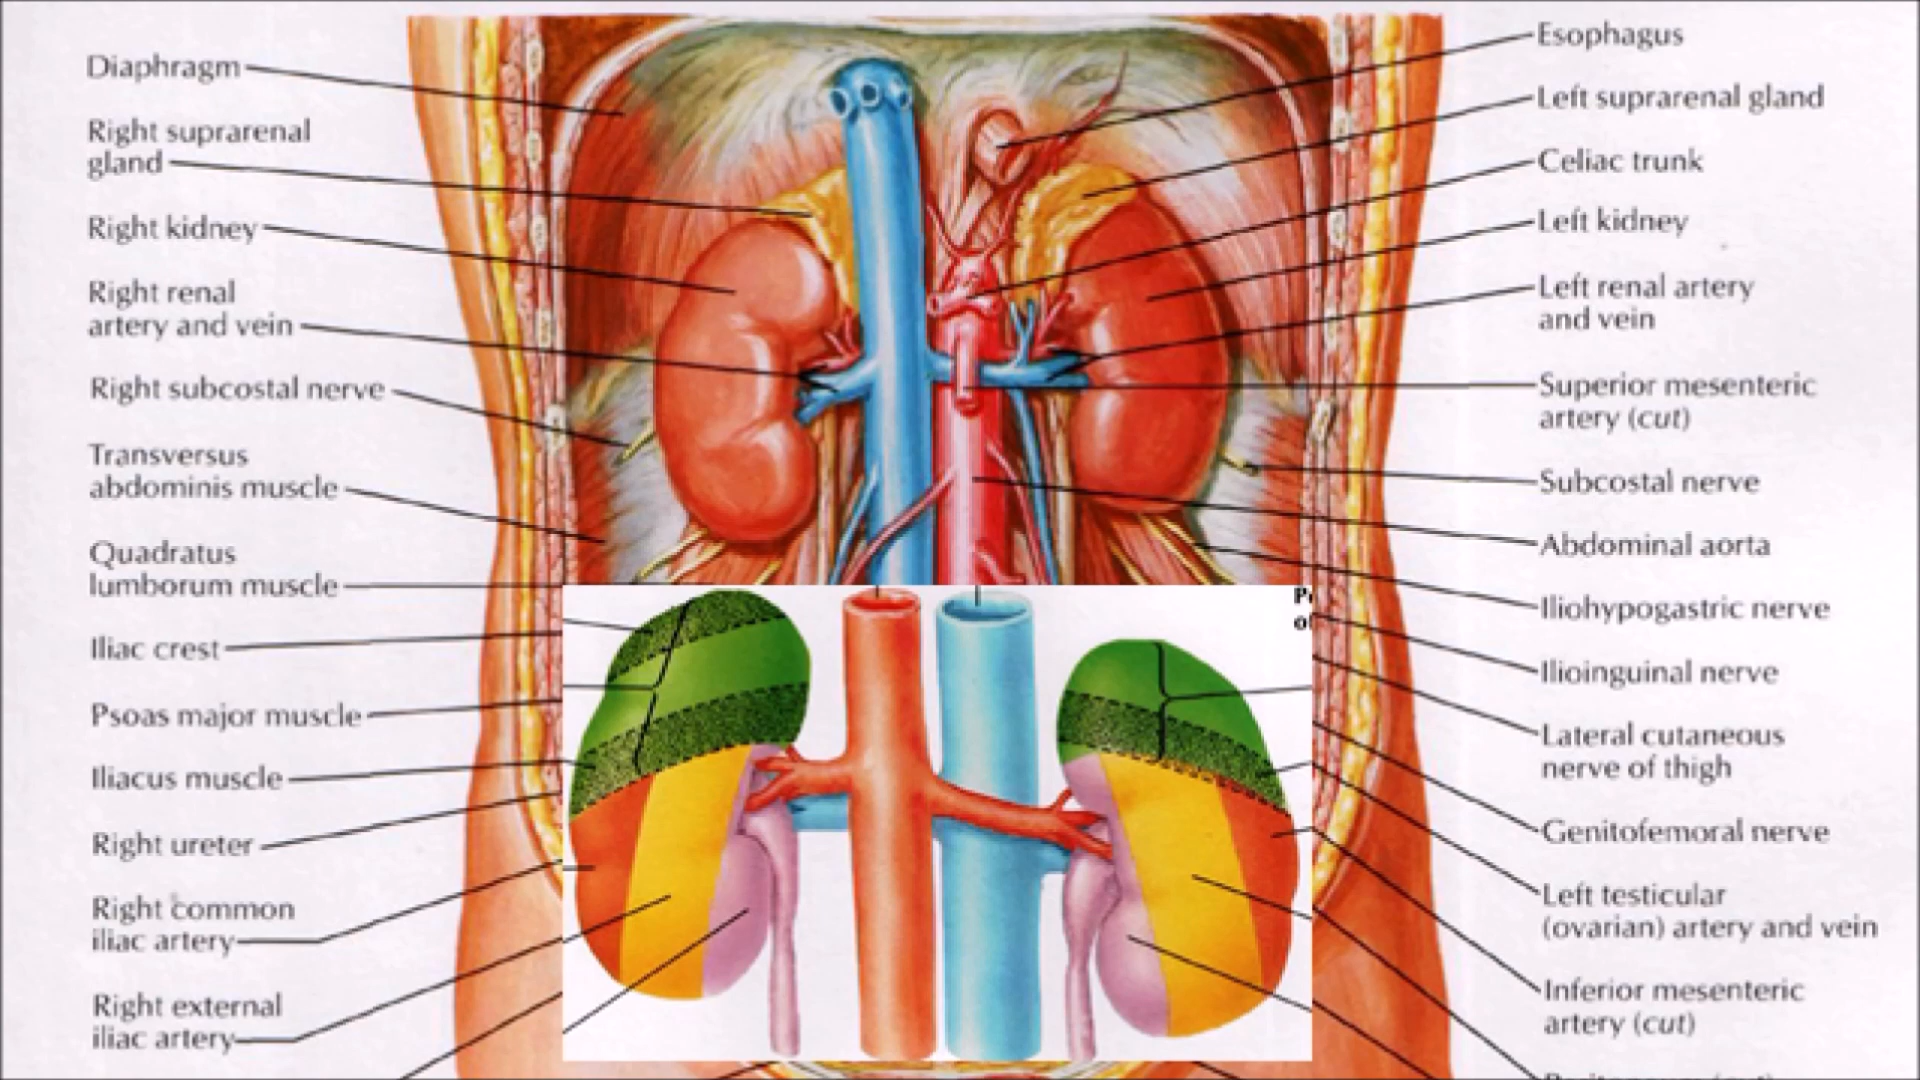 Diaphragm
Right suprarenal
gland
Right kidney
Right renal
artery and vein
Right subcostal nerve
Transversus
abdominis muscle
Quadratus
lumborum muscle
Iliac crest
Psoas major muscle
Iliacus muscle
Right ureter
Right common
iliac artery
Right external
iliac artery
Esophagus
Left suprarenal gland
Celiac trunk
Left kidney
Left renal artery
and vein
Superior mesenteric
artery (cut)
Subcostal nerve
Abdominal aorta
Iliohypogastric nerve
Ilioinguinal nerve
Lateral cutaneous
nerve of thigh
Genitofemoral nerve
Left testicular
(ovarian) artery and vein
Inferior mesenteric
artery (cut)